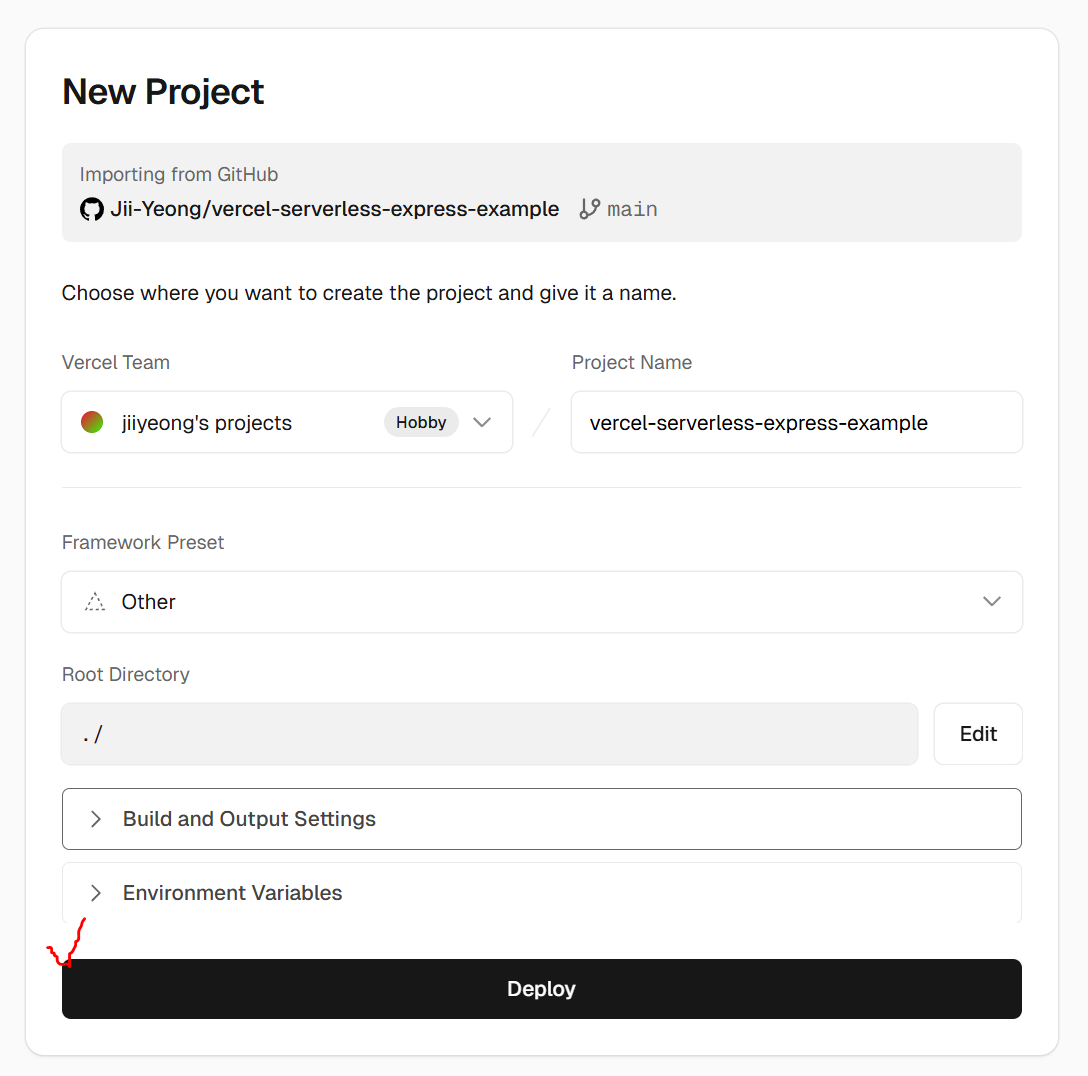 New Project
Importing from GitHub
Jii-Yeong/vercel-serverless-express-example main
Choose where you want to create the project and give it a name.
Vercel Team
Project Name
jiiyeong's projects Hobby
vercel-serverless-express-example
Framework Preset
Other
Root Directory
./
Edit
Build and Output Settings
Environment Variables
Deploy